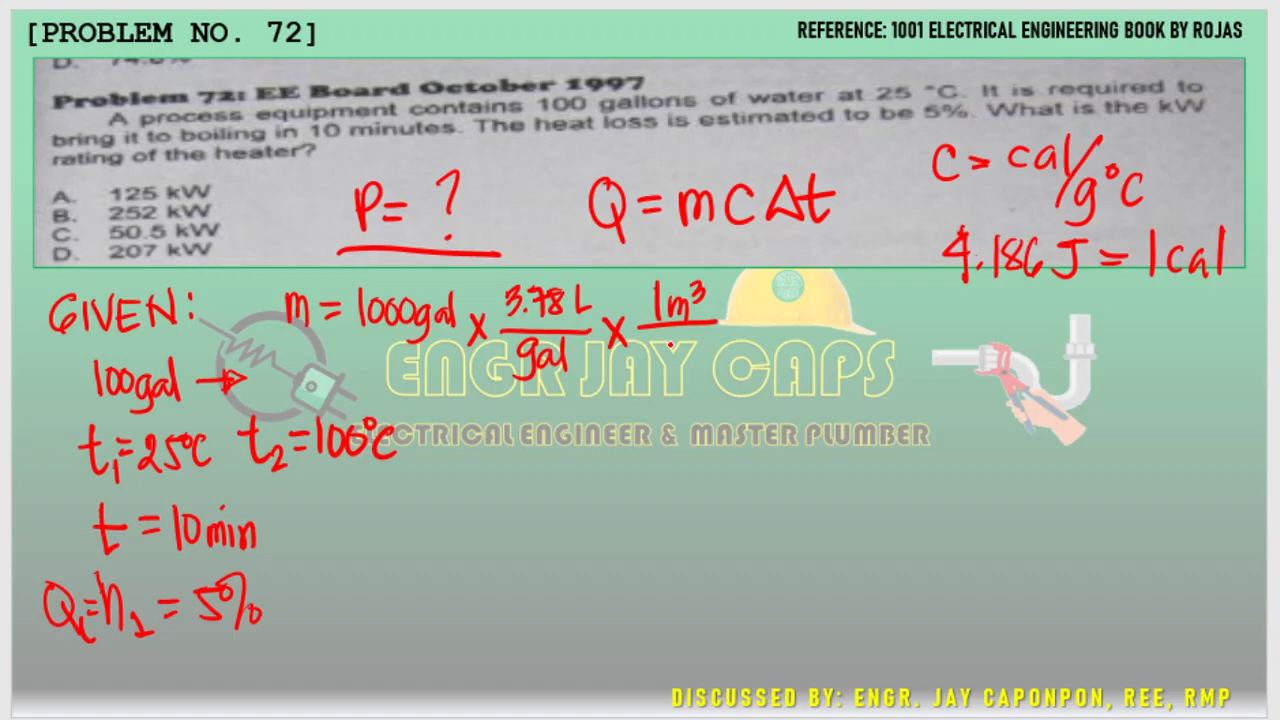 [PROBLEM NO. 72]
REFERENCE: 1001 ELECTRICAL ENGINEERING BOOK BY ROJAS
Problem 72: EE Board October 1997
A process equipment contains 100 gallons of water at 25 °C. It is required to
bring it to boiling in 10 minutes. The heat loss is estimated to be 5%. What is the kW
rating of the heater?
A. 125 kW
B. 252 kW
C. 50.5 kW
D. 207 kW
P = ?
Q = mcΔt
C = cal/g°C
4.186 J = 1 cal
GIVEN:
m = 1000gal × 3.78 L/gal × 1m³
100gal →
t₁ = 25°C t₂ = 100°C
t = 10 min
ENGR JAY CAPS
ELECTRICAL ENGINEER & MASTER PLUMBER
DISCUSSED BY: ENGR. JAY CAPONPON, REE, RMP